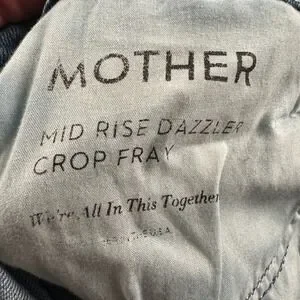 MOTHER
MID RISE DAZZLER
CROP FRAY
We're All In This Together